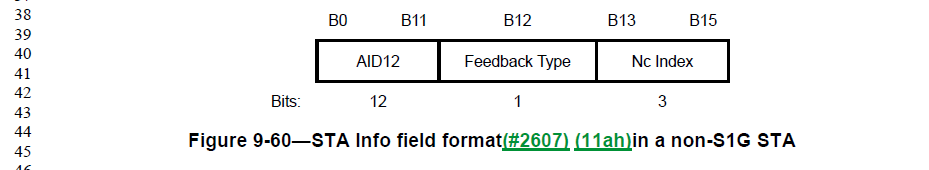 38
B0 B11 B12 B13 B15
39
40
AID12 Feedback Type Nc Index
41
42
Bits: 12 1 3
43
44
Figure 9-60—STA Info field format(#2607) (11ah)in a non-S1G STA
45